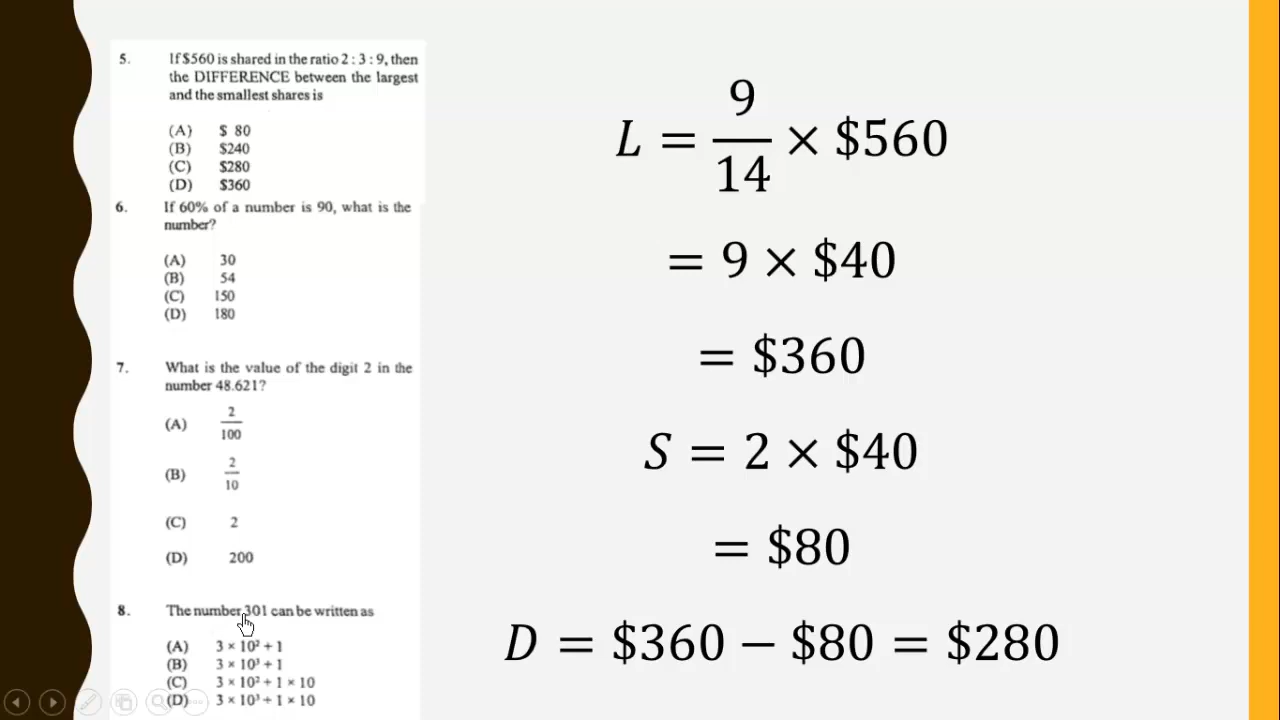 5. If $560 is shared in the ratio 2 : 3 : 9, then
the DIFFERENCE between the largest
and the smallest shares is
(A) $ 80
(B) $240
(C) $280
(D) $360
6. If 60% of a number is 90, what is the
number?
(A) 30
(B) 54
(C) 150
(D) 180
7. What is the value of the digit 2 in the
number 48.621?
(A) 2/100
(B) 2/10
(C) 2
(D) 200
8. The number 301 can be written as
(A) 3 × 10² + 1
(B) 3 × 10³ + 1
(C) 3 × 10² + 1 × 10
(D) 3 × 10³ + 1 × 10
L = 9/14 × $560
= 9 × $40
= $360
S = 2 × $40
= $80
D = $360 − $80 = $280